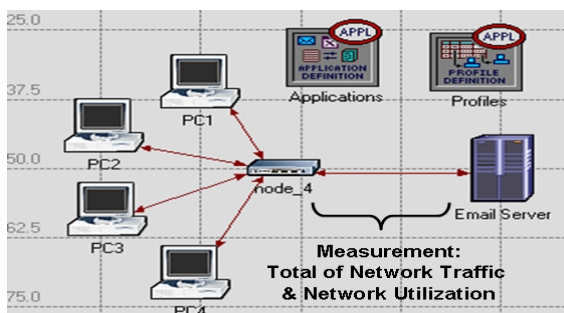 25.0
APPL
APPLICATION
DEFINITION
Applications
APPL
PROFILE
DEFINITION
Profiles
37.5
PC1
PC2
50.0
node_4
Email Server
PC3
62.5
Measurement:
Total of Network Traffic
& Network Utilization
75.0
PC4